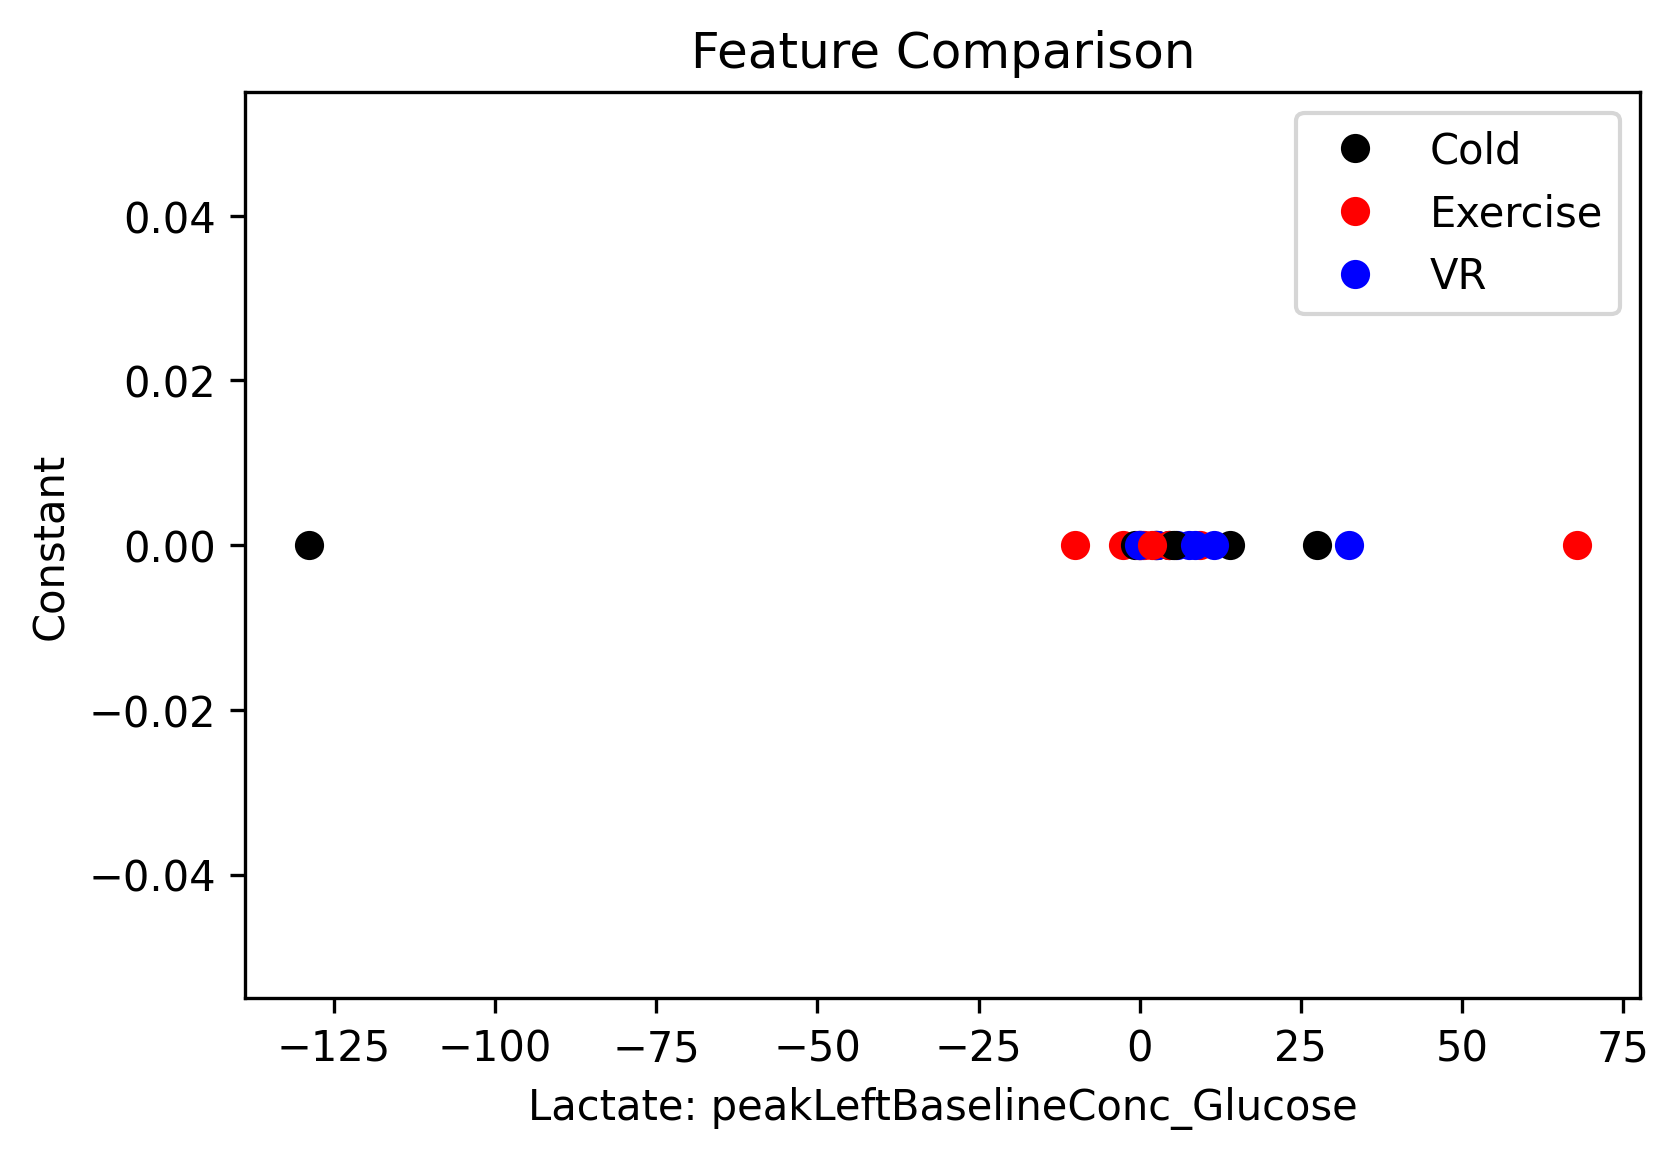 Feature Comparison
Cold
Exercise
VR
0.04
0.02
0.00
−0.02
−0.04
Constant
−125 −100 −75 −50 −25 0 25 50 75
Lactate: peakLeftBaselineConc_Glucose